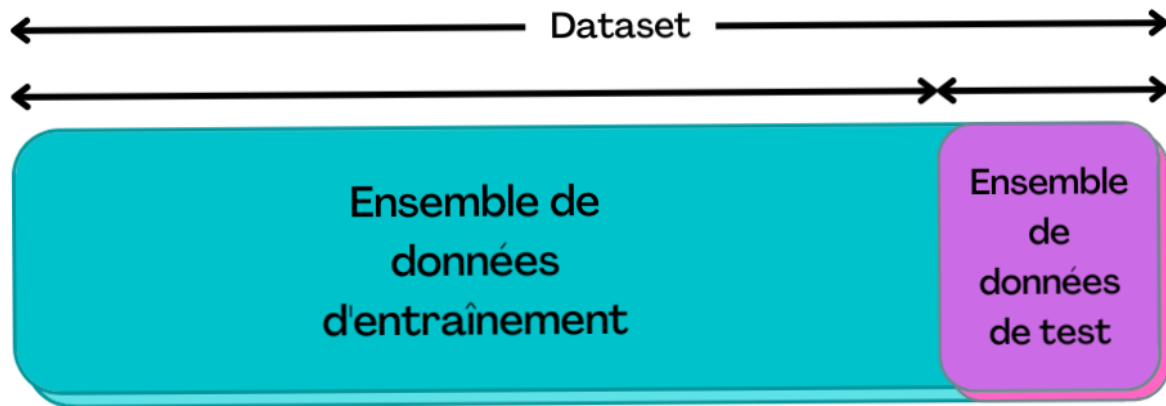 Dataset
Ensemble de
données
d'entraînement
Ensemble
de
données
de test